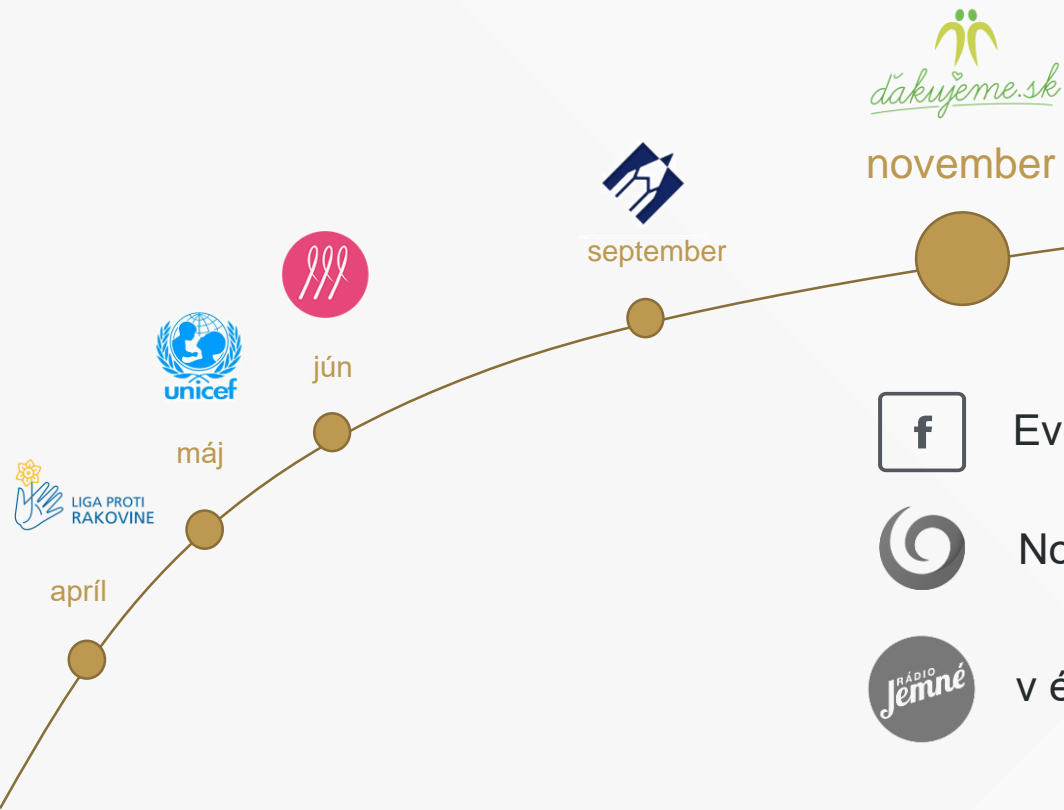 ďakujeme.sk
november
september
jún
unicef
máj
LIGA PROTI
RAKOVINE
apríl
f
Ev
No
RÁDIO
Jemné
v é